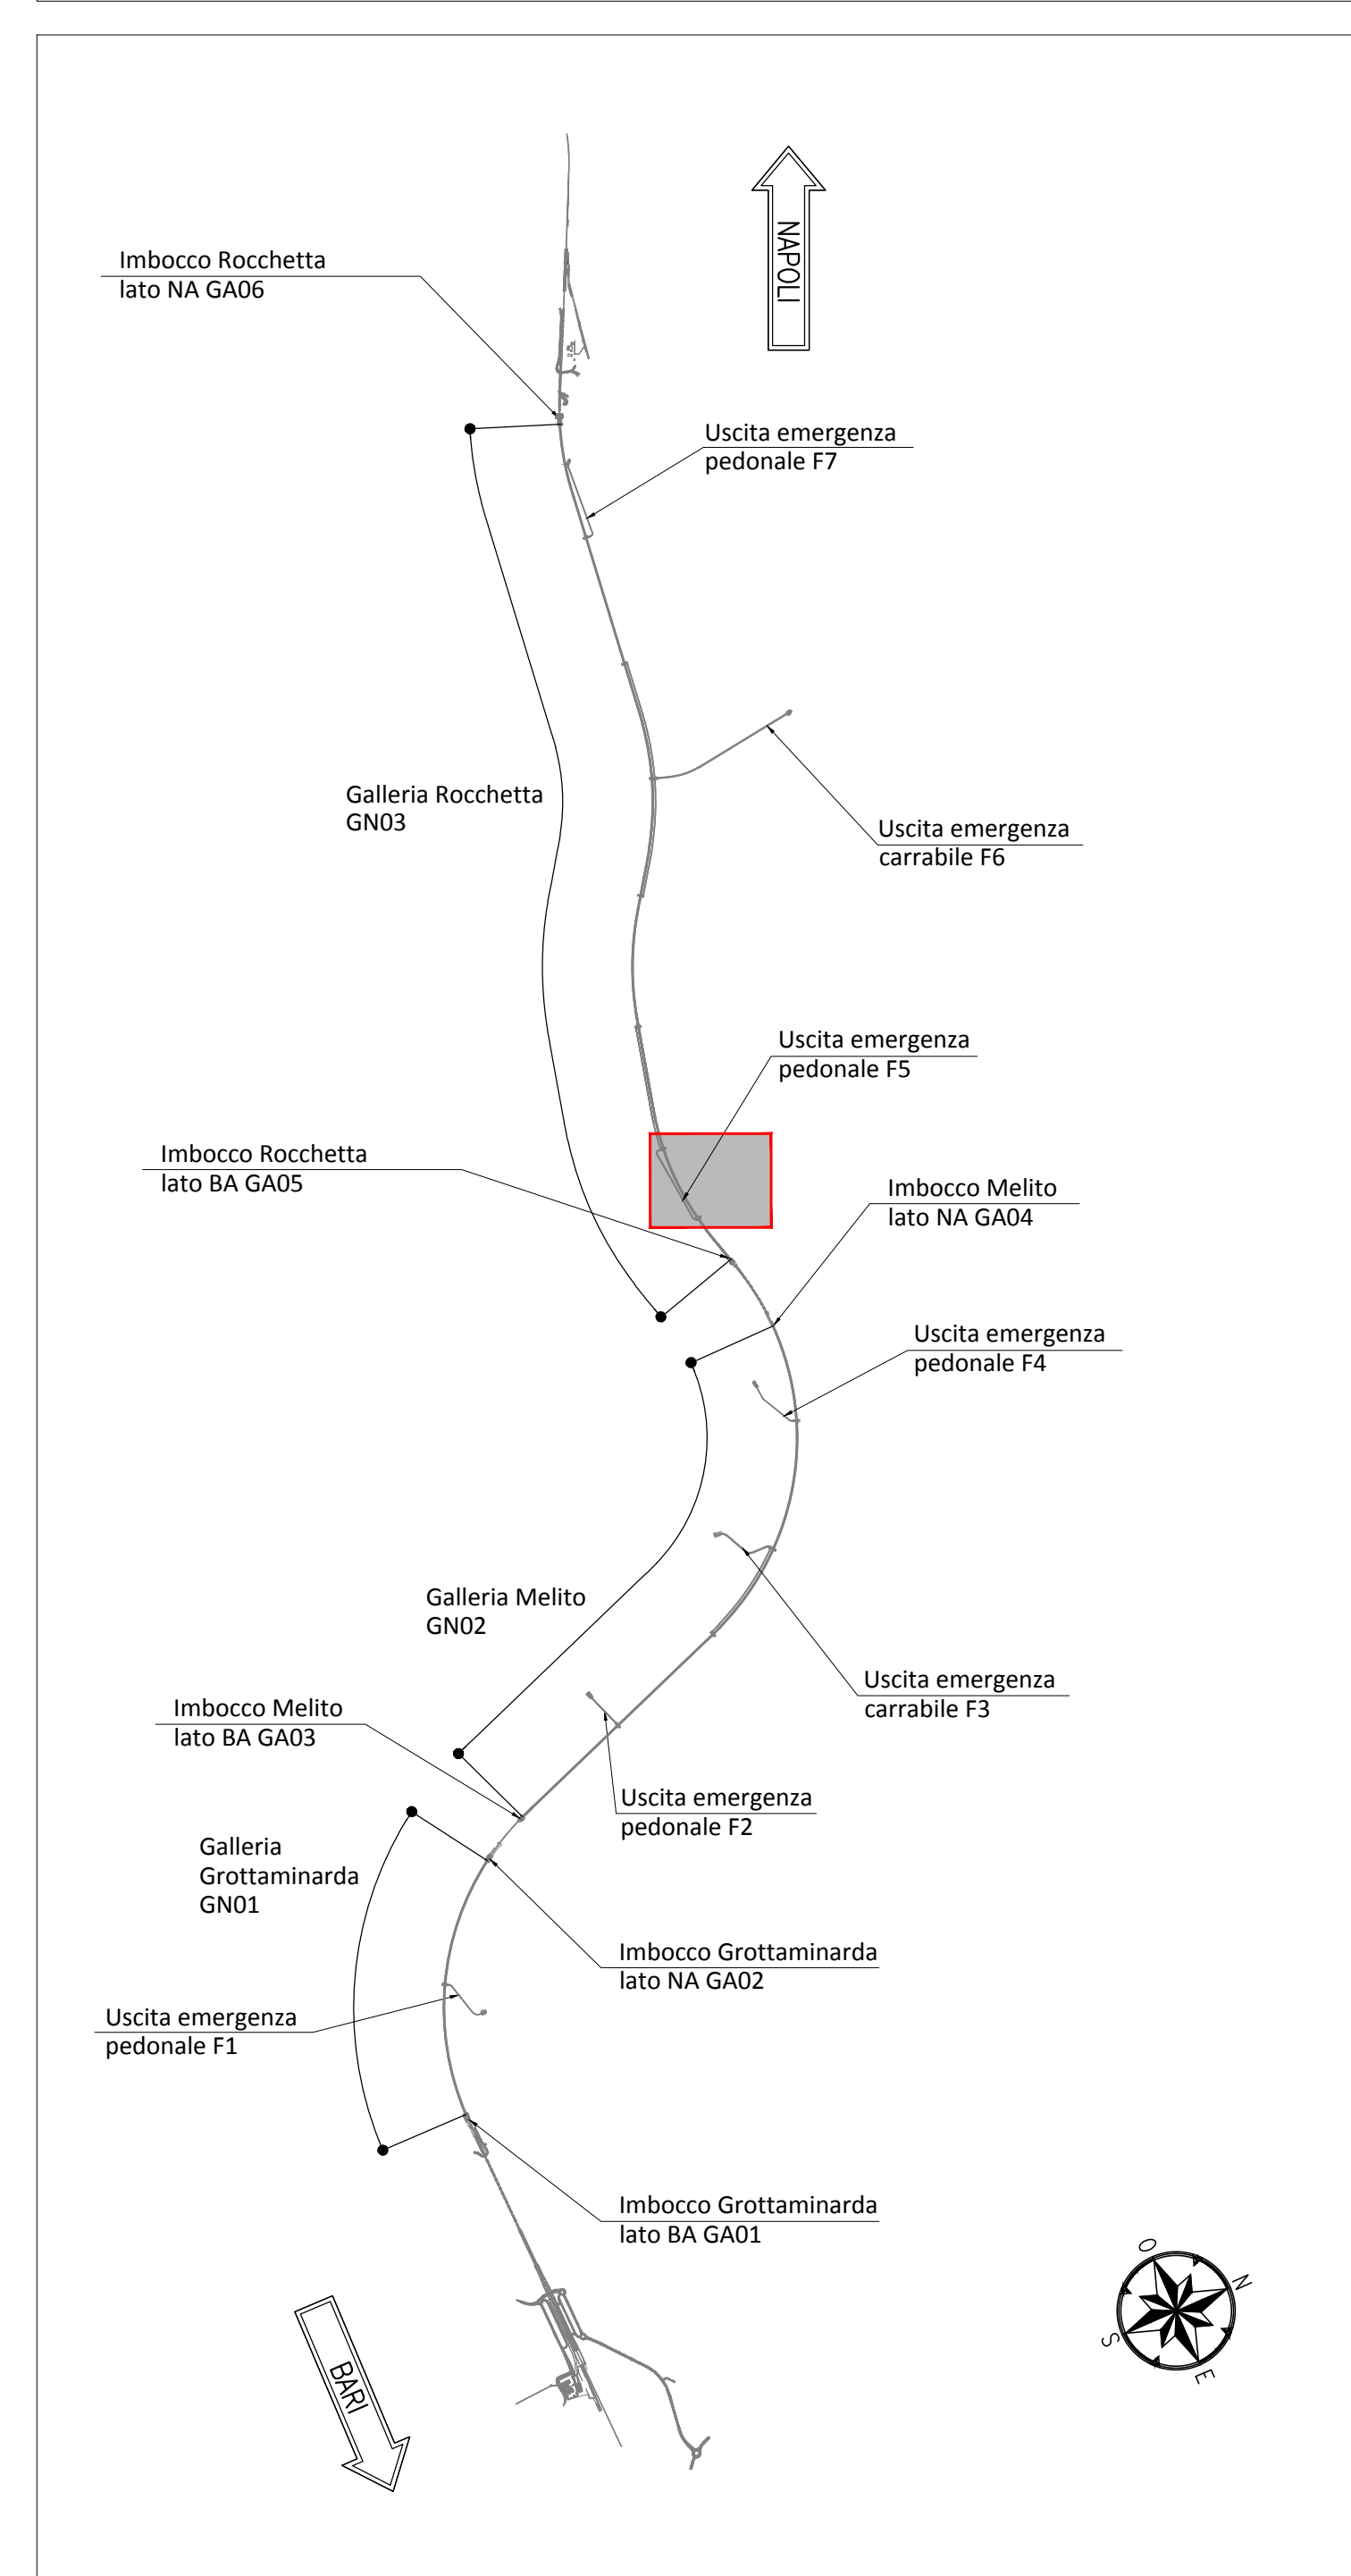 NAPOLI
Imbocco Rocchetta
lato NA GA06
Uscita emergenza
pedonale F7
Galleria Rocchetta
GN03
Uscita emergenza
carrabile F6
Uscita emergenza
pedonale F5
Imbocco Rocchetta
lato BA GA05
Imbocco Melito
lato NA GA04
Uscita emergenza
pedonale F4
Galleria Melito
GN02
Uscita emergenza
carrabile F3
Imbocco Melito
lato BA GA03
Uscita emergenza
pedonale F2
Galleria
Grottaminarda
GN01
Imbocco Grottaminarda
lato NA GA02
Uscita emergenza
pedonale F1
Imbocco Grottaminarda
lato BA GA01
O
N
S
E
BARI